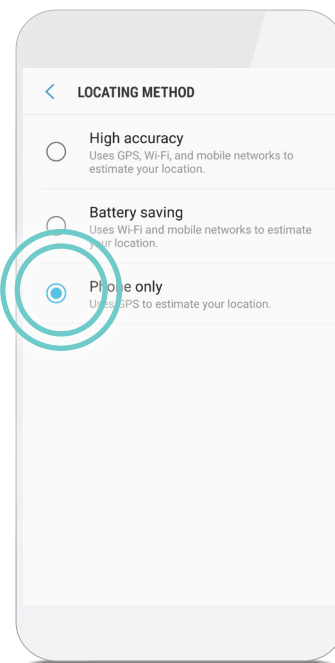 LOCATING METHOD
High accuracy
Uses GPS, Wi-Fi, and mobile networks to
estimate your location.
Battery saving
Uses Wi-Fi and mobile networks to estimate
your location.
Phone only
Uses GPS to estimate your location.